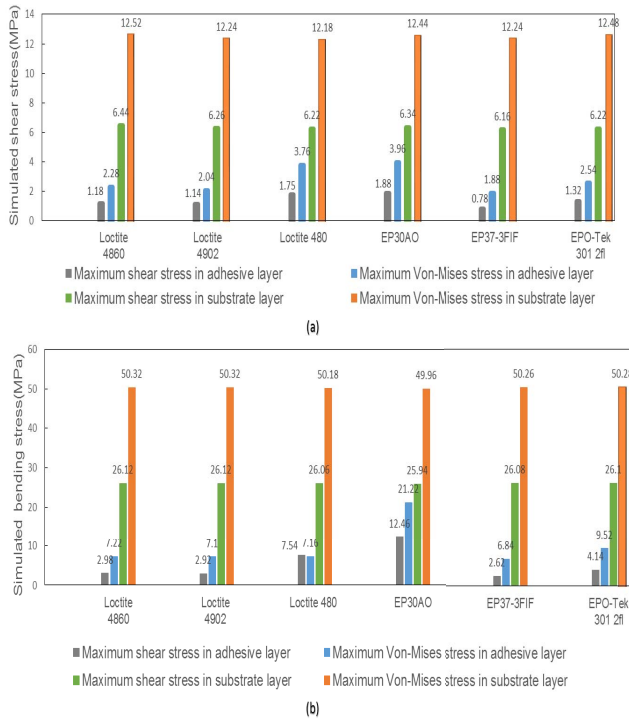 Simulated shear stress(MPa)
14
12
10
8
6
4
2
0
1.18
2.28
6.44
12.52
1.14
2.04
6.26
12.24
1.75
3.76
6.22
12.18
1.88
3.96
6.34
12.44
0.78
1.88
6.16
12.24
1.32
2.54
6.22
12.48
Loctite
4860
Loctite
4902
Loctite 480
EP30AO
EP37-3FIF
EPO-Tek
301 2fl
Maximum shear stress in adhesive layer
Maximum Von-Mises stress in adhesive layer
Maximum shear stress in substrate layer
Maximum Von-Mises stress in substrate layer
(a)
Simulated bending stress(MPa)
60
50
40
30
20
10
0
2.98
7.22
26.12
50.32
2.92
7.1
26.12
50.32
7.54
7.16
26.06
50.18
12.46
21.22
25.94
49.96
2.62
6.84
26.08
50.26
4.14
9.52
26.1
50.28
Loctite
4860
Loctite
4902
Loctite 480
EP30AO
EP37-3FIF
EPO-Tek
301 2fl
Maximum shear stress in adhesive layer
Maximum Von-Mises stress in adhesive layer
Maximum shear stress in substrate layer
Maximum Von-Mises stress in substrate layer
(b)